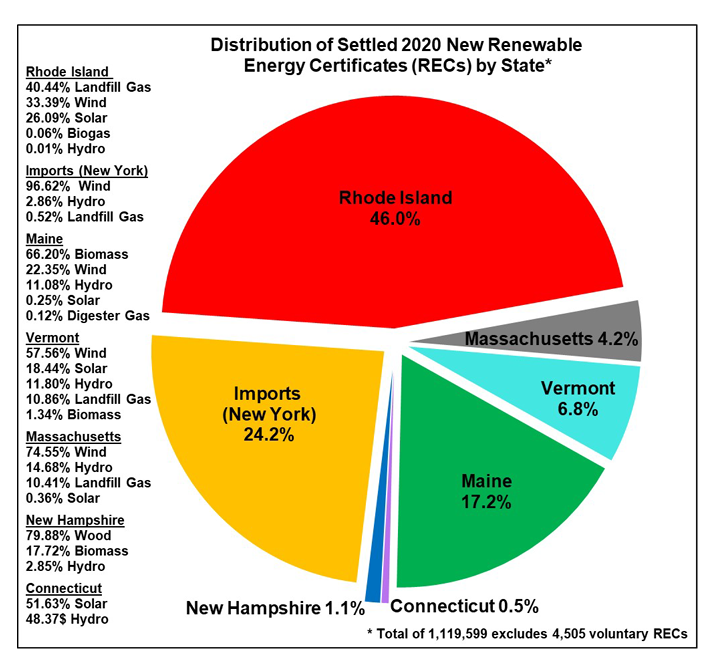 Distribution of Settled 2020 New Renewable
Energy Certificates (RECs) by State*
Rhode Island
40.44% Landfill Gas
33.39% Wind
26.09% Solar
0.06% Biogas
0.01% Hydro
Imports (New York)
96.62% Wind
2.86% Hydro
0.52% Landfill Gas
Maine
66.20% Biomass
22.35% Wind
11.08% Hydro
0.25% Solar
0.12% Digester Gas
Vermont
57.56% Wind
18.44% Solar
11.80% Hydro
10.86% Landfill Gas
1.34% Biomass
Massachusetts
74.55% Wind
14.68% Hydro
10.41% Landfill Gas
0.36% Solar
New Hampshire
79.88% Wood
17.72% Biomass
2.85% Hydro
Connecticut
51.63% Solar
48.37$ Hydro
Rhode Island
46.0%
Massachusetts 4.2%
Vermont
6.8%
Imports
(New York)
24.2%
Maine
17.2%
New Hampshire 1.1%
Connecticut 0.5%
* Total of 1,119,599 excludes 4,505 voluntary RECs